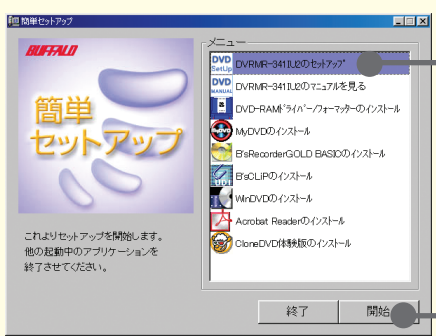 簡単セットアップ
BUFFALO
簡単
セットアップ
これよりセットアップを開始します。
他の起動中のアプリケーションを
終了させてください。
メニュー
DVD SetUp DVRMR-341IU2のセットアップ
DVD MANUAL DVRMR-341IU2のマニュアルを見る
DVD-RAMドライバー/フォーマッターのインストール
MyDVDのインストール
B'sRecorderGOLD BASICのインストール
B'sCLiPのインストール
WinDVDのインストール
Acrobat Readerのインストール
CloneDVD体験版のインストール
終了
開始